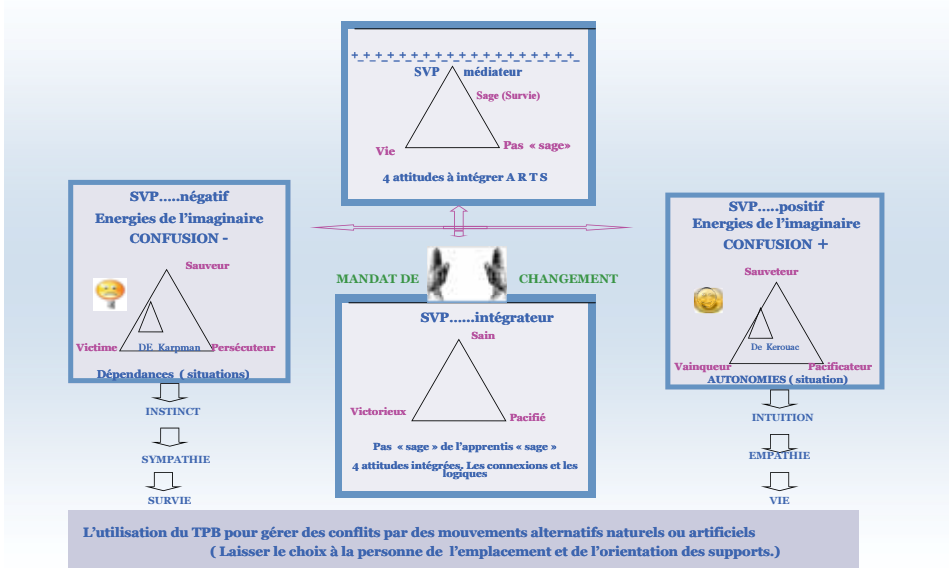 + + + + + + + + + + + + + + + + + + +
SVP médiateur
Sage (Survie)
Vie
Pas « sage»
4 attitudes à intégrer A R T S
SVP.....négatif
Energies de l'imaginaire
CONFUSION -
Sauveur
Victime
DE Karpman
Persécuteur
Dépendances ( situations)
INSTINCT
SYMPATHIE
SURVIE
MANDAT DE CHANGEMENT
SVP......intégrateur
Sain
Victorieux
Pacifié
Pas « sage » de l'apprentis « sage »
4 attitudes intégrées. Les connexions et les
logiques
SVP.....positif
Energies de l'imaginaire
CONFUSION +
Sauveteur
De Kerouac
Vainqueur
Pacificateur
AUTONOMIES ( situation)
INTUITION
EMPATHIE
VIE
L'utilisation du TPB pour gérer des conflits par des mouvements alternatifs naturels ou artificiels
( Laisser le choix à la personne de l'emplacement et de l'orientation des supports.)